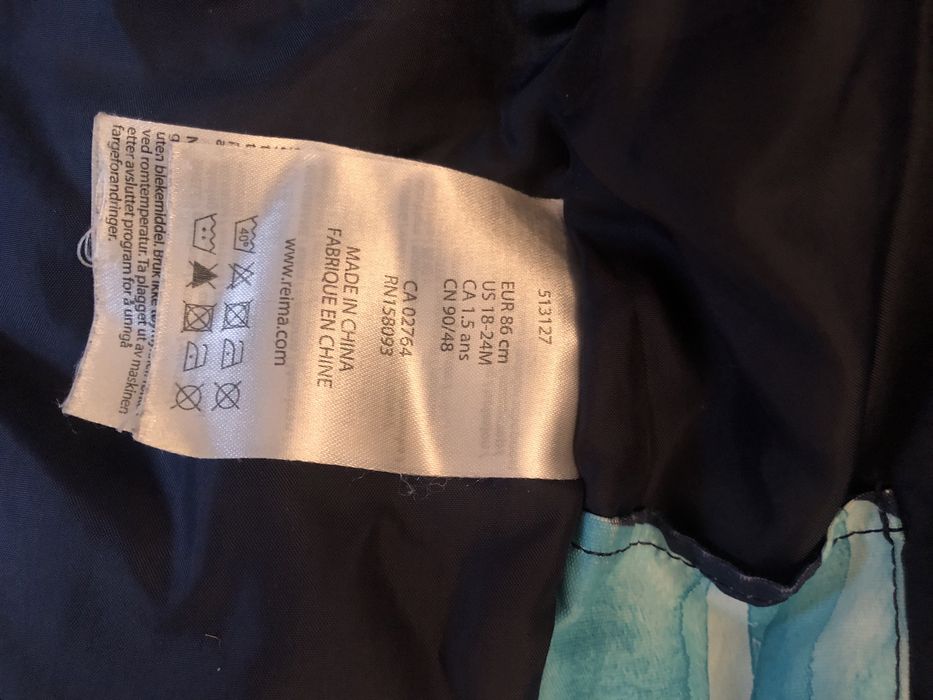 513127
EUR 86 cm
US 18-24M
CA 1.5 ans
CN 90/48
CA 02764
RN158093
MADE IN CHINA
FABRIQUE EN CHINE
www.reima.com
40°
uten blekemiddel. Bruk ikke
ved romtemperatur. Ta plagget ut av maskinen
etter avsluttet program for å unngå
fargeforandringer.